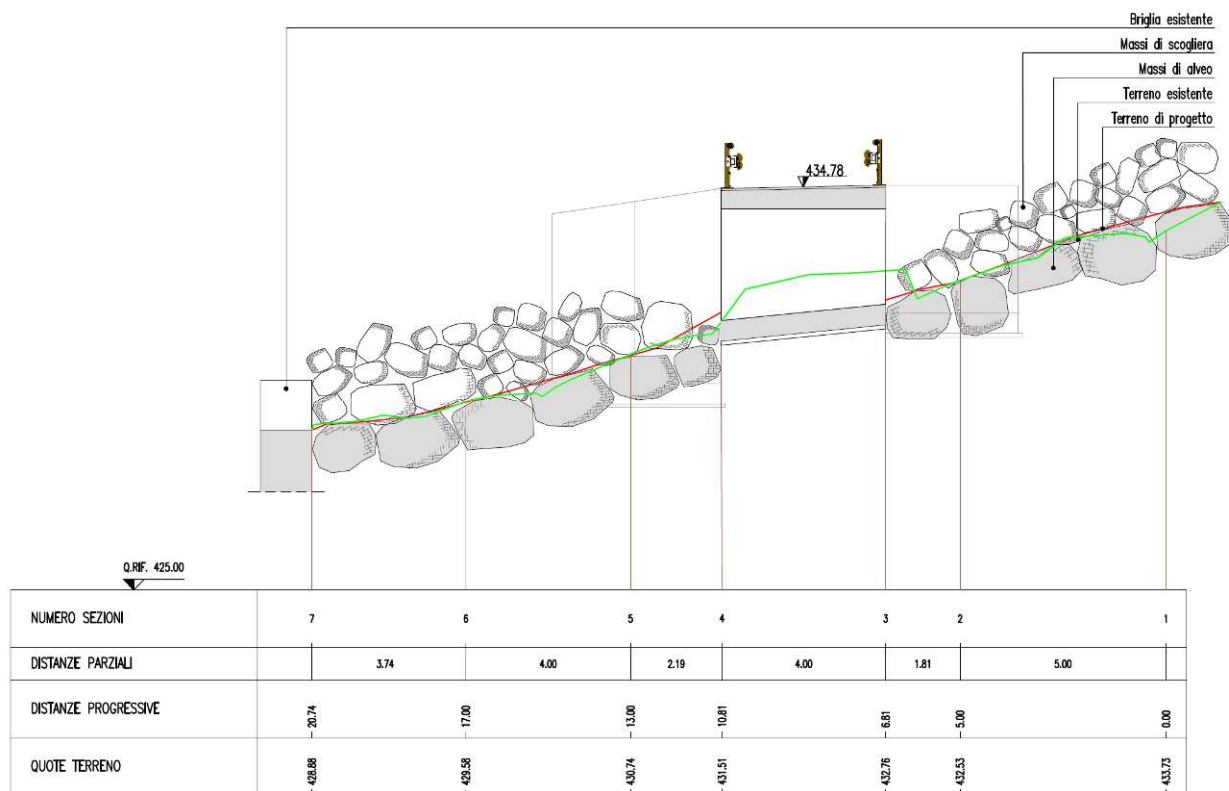 Briglia esistente
Massi di scogliera
Massi di alveo
Terreno esistente
Terreno di progetto
434.78
Q.RIF. 425.00
NUMERO SEZIONI 7 6 5 4 3 2 1
DISTANZE PARZIALI 3.74 4.00 2.19 4.00 1.81 5.00
DISTANZE PROGRESSIVE 20.74 17.00 13.00 10.81 6.81 5.00 0.00
QUOTE TERRENO 428.88 429.58 430.74 431.51 432.76 432.53 433.73